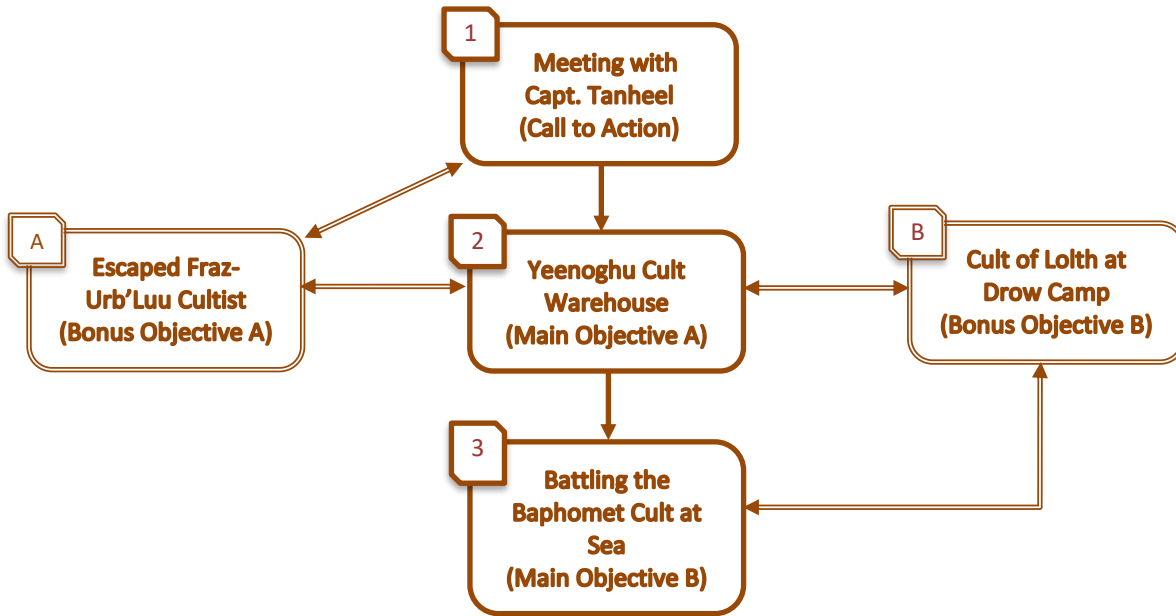 1
Meeting with
Capt. Tanheel
(Call to Action)
A
Escaped Fraz-
Urb’Luu Cultist
(Bonus Objective A)
2
Yeenoghu Cult
Warehouse
(Main Objective A)
B
Cult of Lolth at
Drow Camp
(Bonus Objective B)
3
Battling the
Baphomet Cult at
Sea
(Main Objective B)